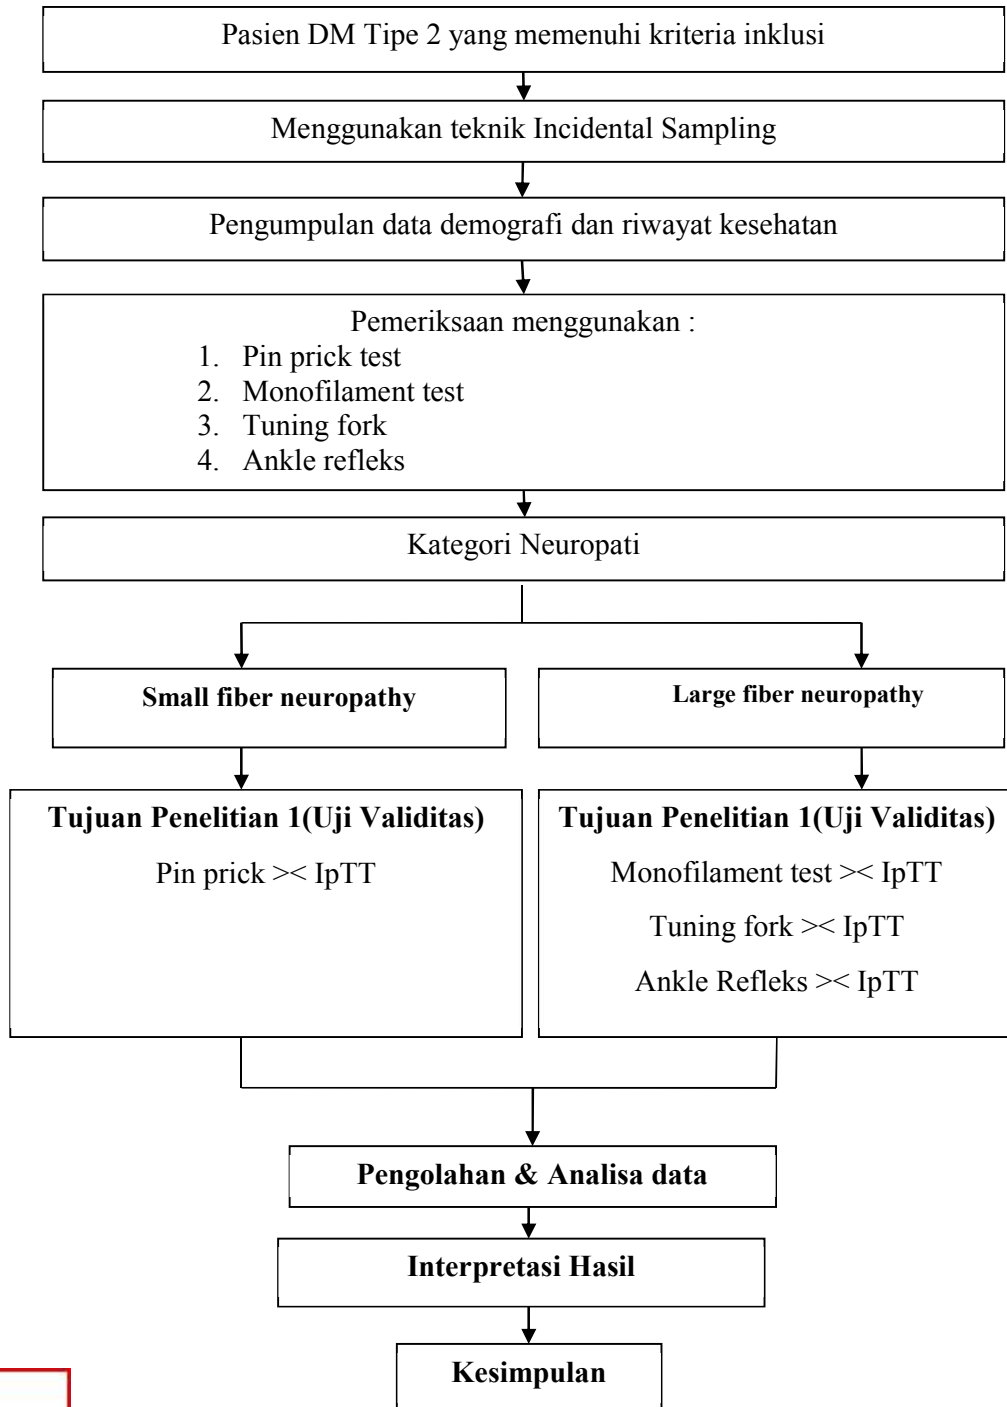 Pasien DM Tipe 2 yang memenuhi kriteria inklusi
Menggunakan teknik Incidental Sampling
Pengumpulan data demografi dan riwayat kesehatan
Pemeriksaan menggunakan :
1. Pin prick test
2. Monofilament test
3. Tuning fork
4. Ankle refleks
Kategori Neuropati
Small fiber neuropathy
Large fiber neuropathy
Tujuan Penelitian 1(Uji Validitas)
Pin prick >< IpTT
Tujuan Penelitian 1(Uji Validitas)
Monofilament test >< IpTT
Tuning fork >< IpTT
Ankle Refleks >< IpTT
Pengolahan & Analisa data
Interpretasi Hasil
Kesimpulan